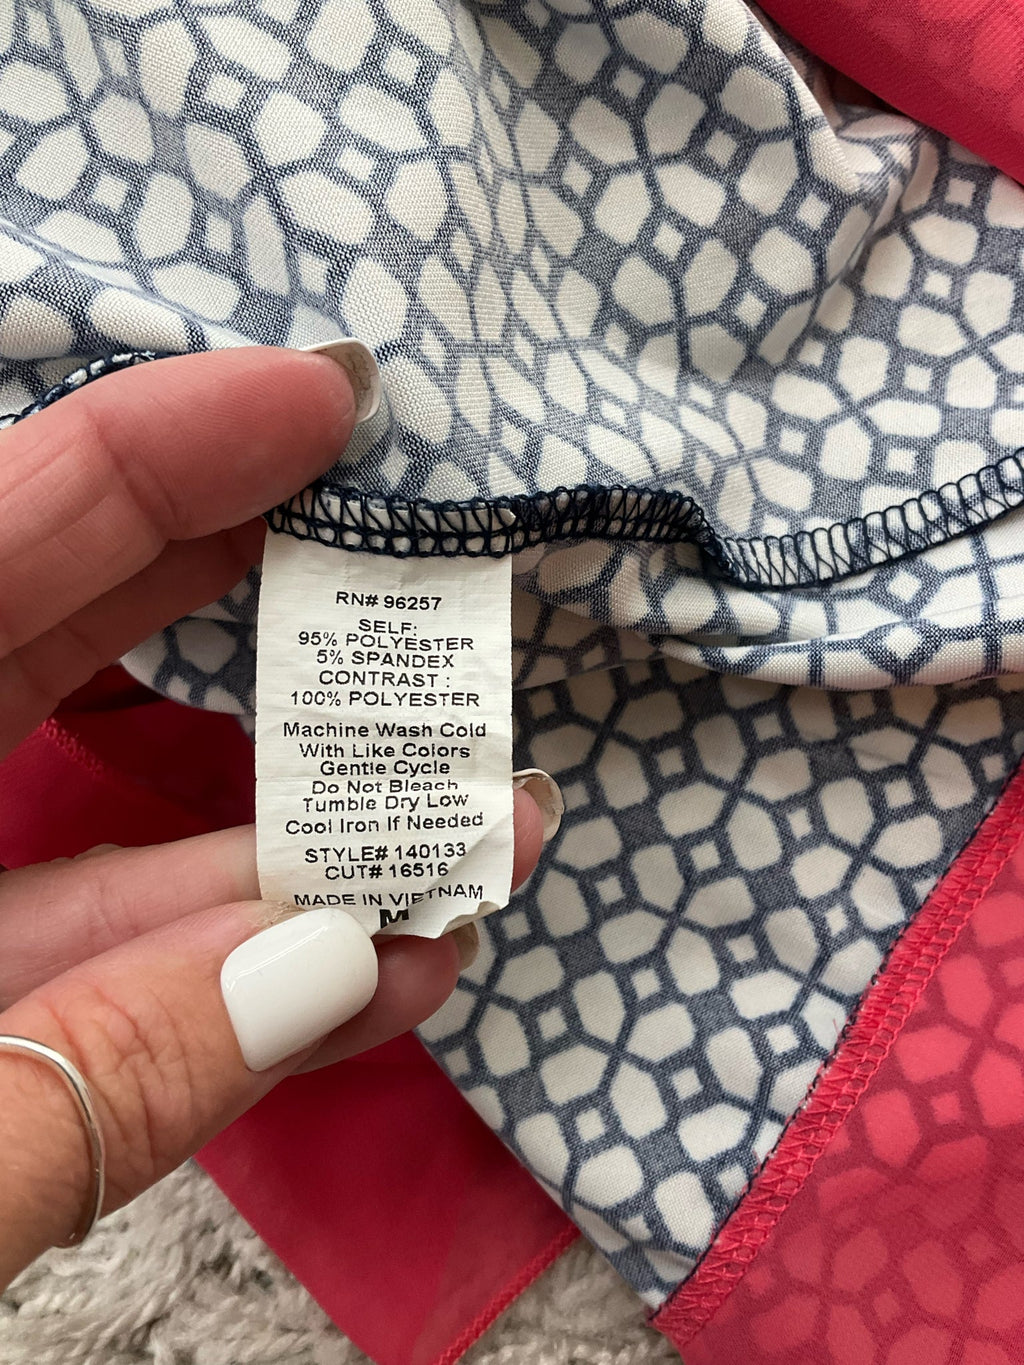 RN# 96257
SELF:
95% POLYESTER
5% SPANDEX
CONTRAST :
100% POLYESTER
Machine Wash Cold
With Like Colors
Gentle Cycle
Do Not Bleach
Tumble Dry Low
Cool Iron If Needed
STYLE# 140133
CUT# 16516
MADE IN VIETNAM
M